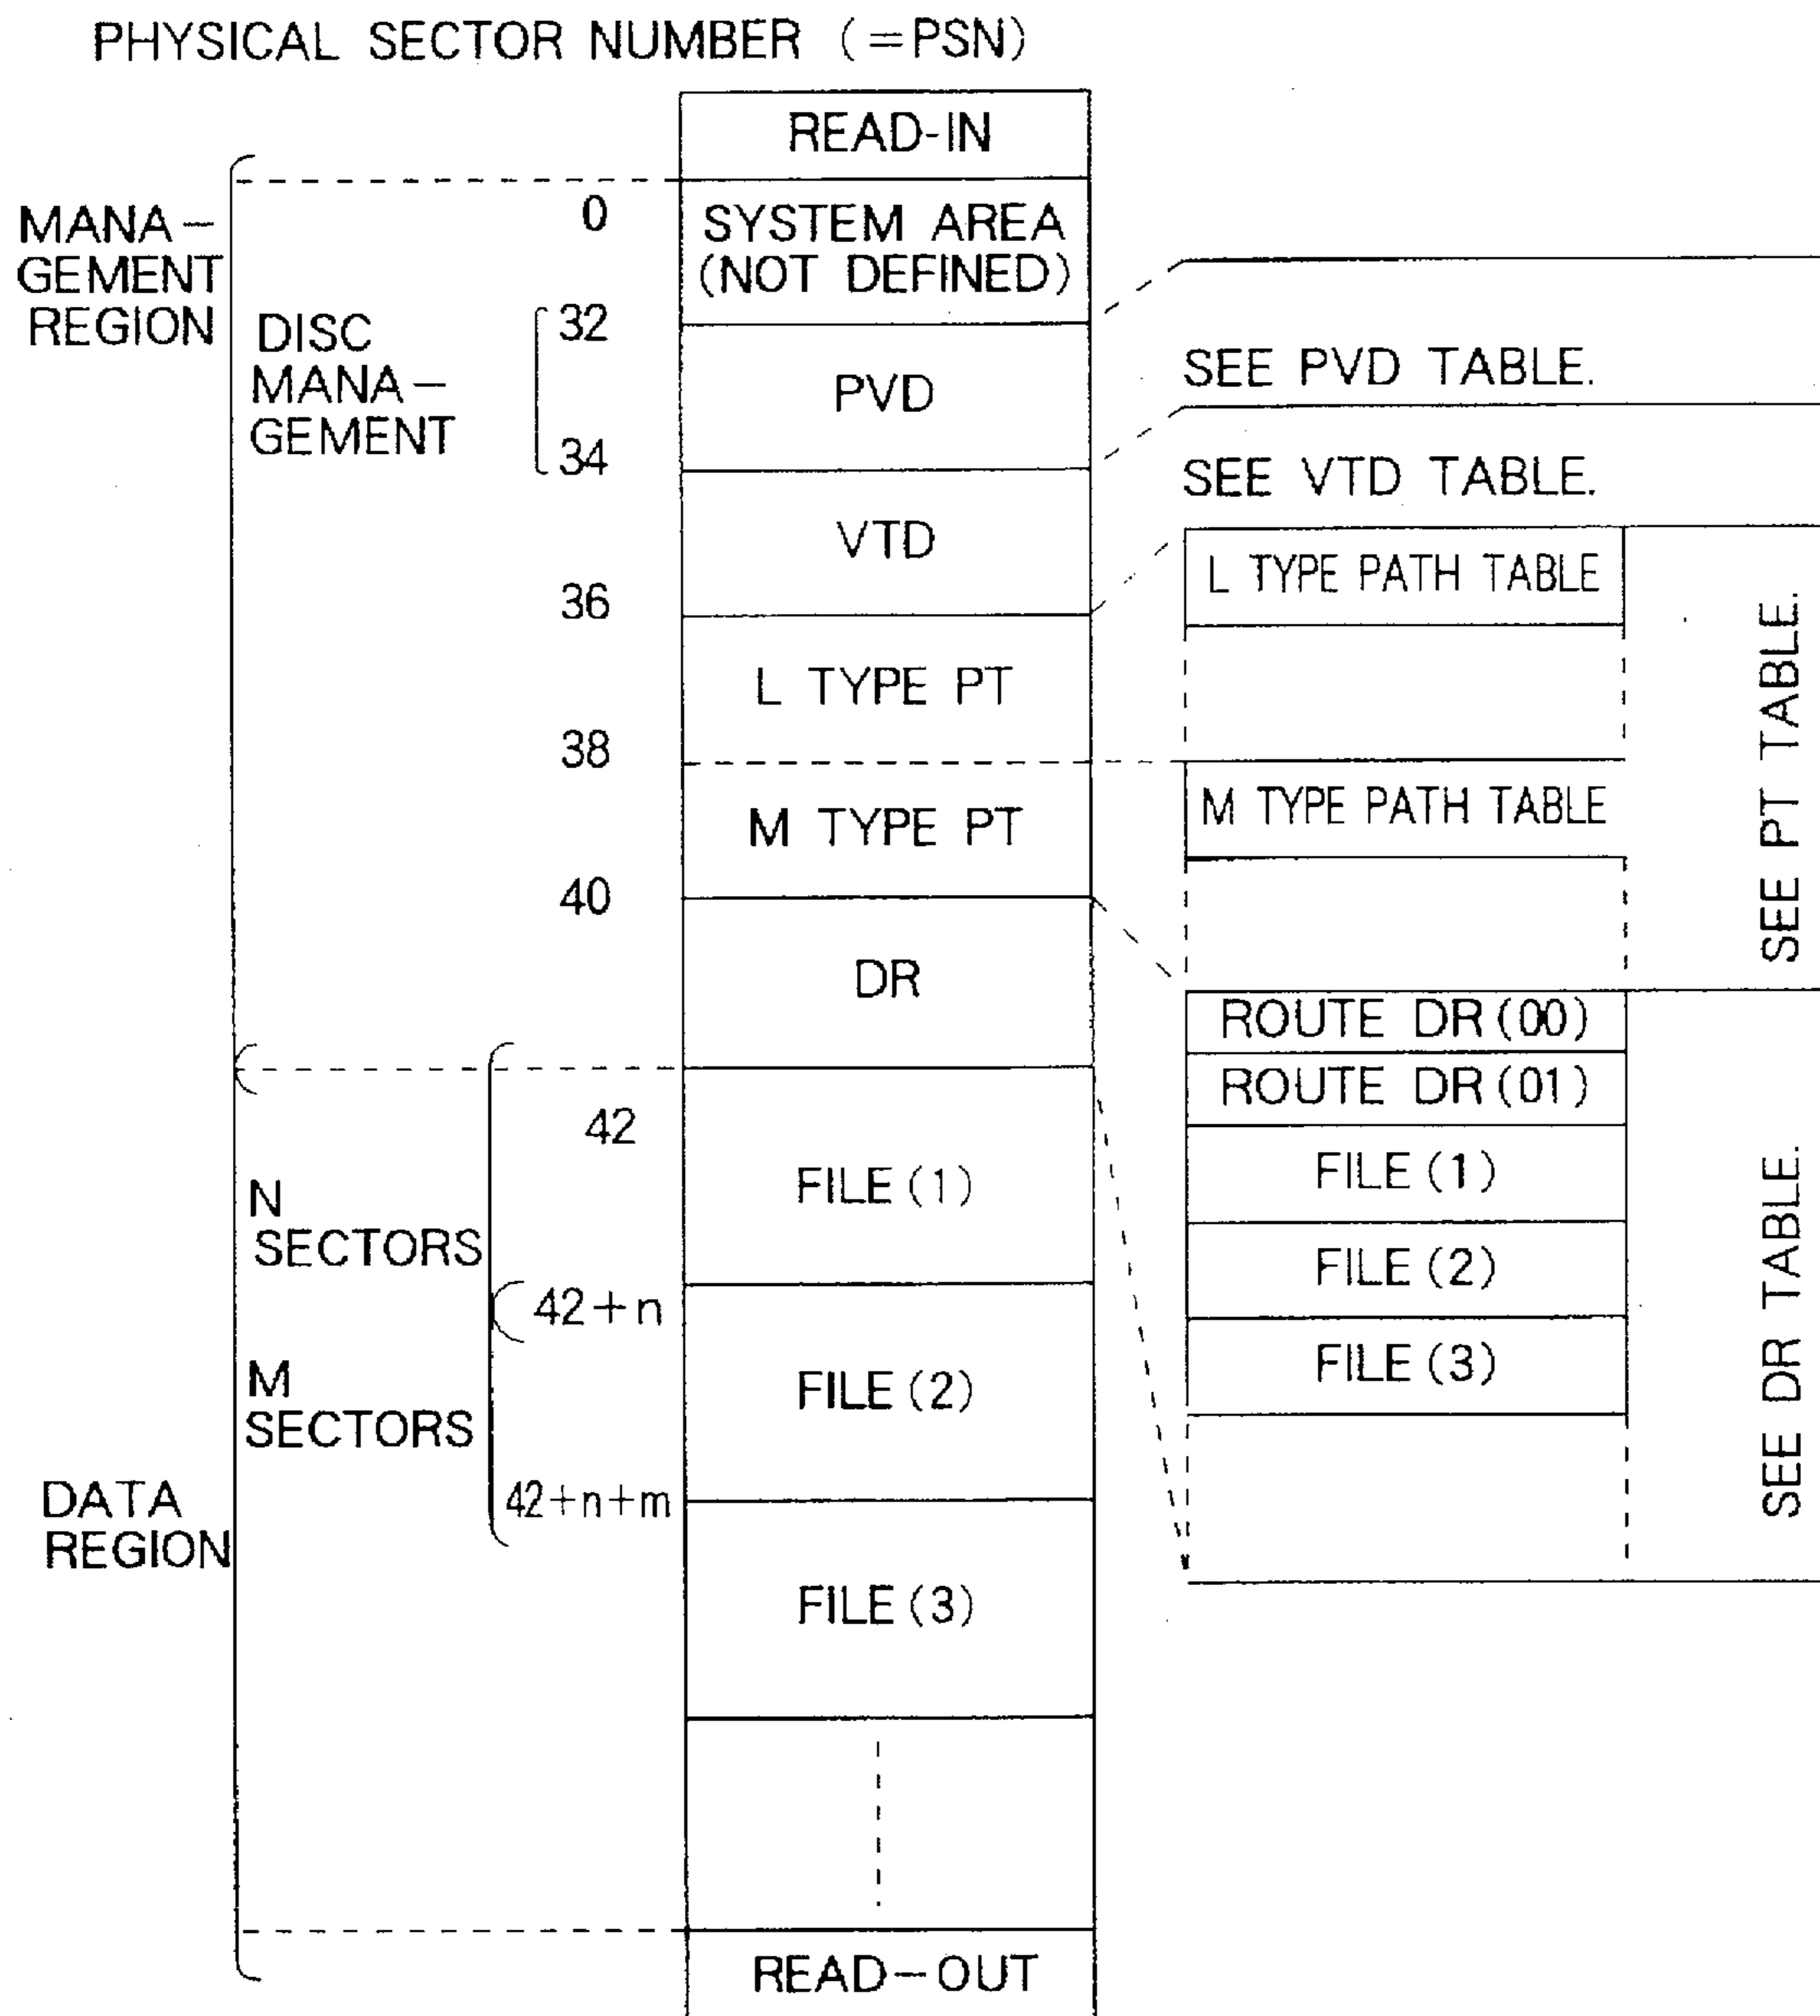 PHYSICAL SECTOR NUMBER (=PSN)
READ-IN
MANA-
GEMENT
REGION
0
SYSTEM AREA
(NOT DEFINED)
DISC
MANA-
GEMENT
32
PVD
SEE PVD TABLE.
34
VTD
SEE VTD TABLE.
36
L TYPE PT
L TYPE PATH TABLE
38
M TYPE PT
M TYPE PATH TABLE
SEE PT TABLE.
40
DR
ROUTE DR(00)
ROUTE DR(01)
FILE(1)
FILE(2)
FILE(3)
SEE DR TABLE.
42
N
SECTORS
FILE(1)
42+n
M
SECTORS
FILE(2)
42+n+m
DATA
REGION
FILE(3)
READ-OUT